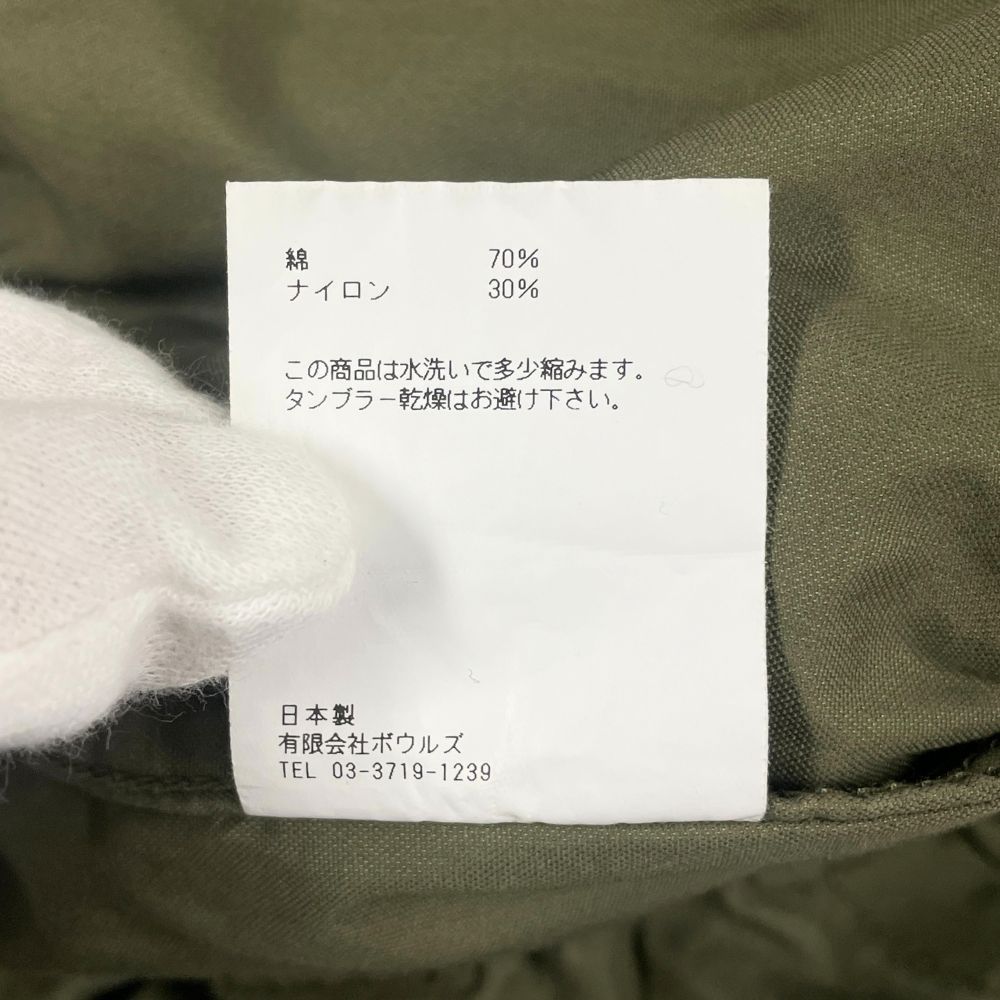 綿 70%
ナイロン 30%
この商品は水洗いで多少縮みます。
タンブラー乾燥はお避け下さい。
日本製
有限会社ボウルズ
TEL 03-3719-1239